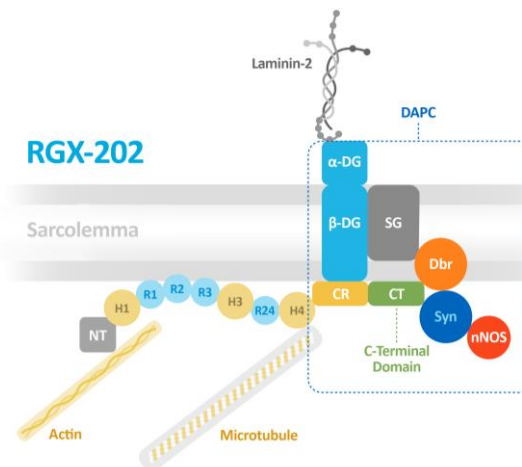 Laminin-2
DAPC
RGX-202
α-DG
Sarcolemma
β-DG
SG
Dbr
H1
R1
R2
R3
H3
R24
H4
CR
CT
NT
Syn
nNOS
C-Terminal
Domain
Actin
Microtubule